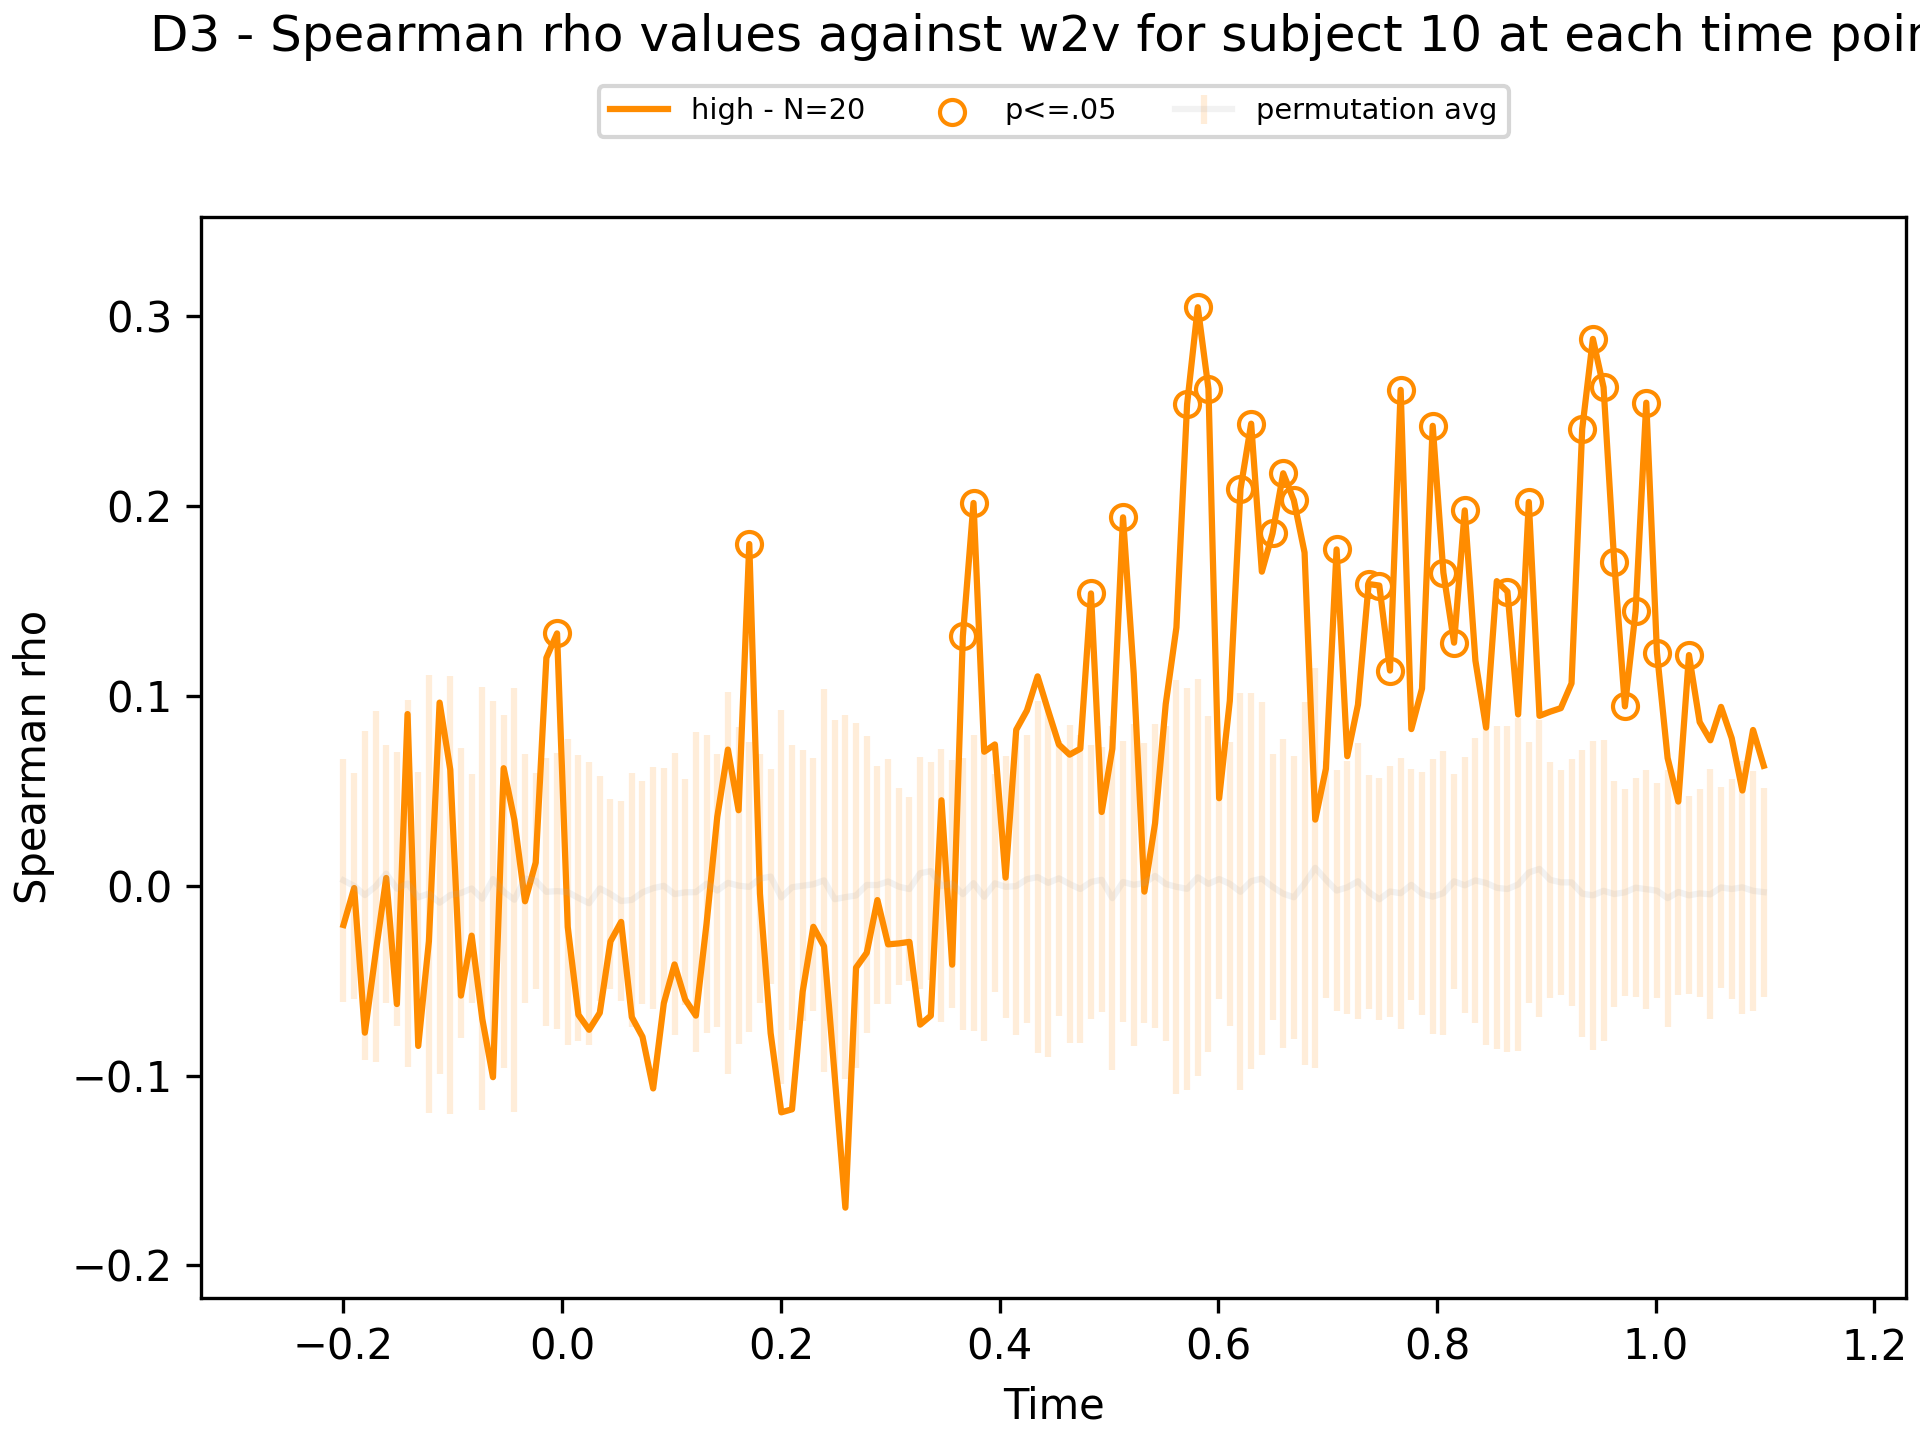 D3 - Spearman rho values against w2v for subject 10 at each time
high - N=20 p<=.05 permutation avg
Spearman rho
0.3
0.2
0.1
0.0
−0.1
−0.2
−0.2 0.0 0.2 0.4 0.6 0.8 1.0 1.2
Time